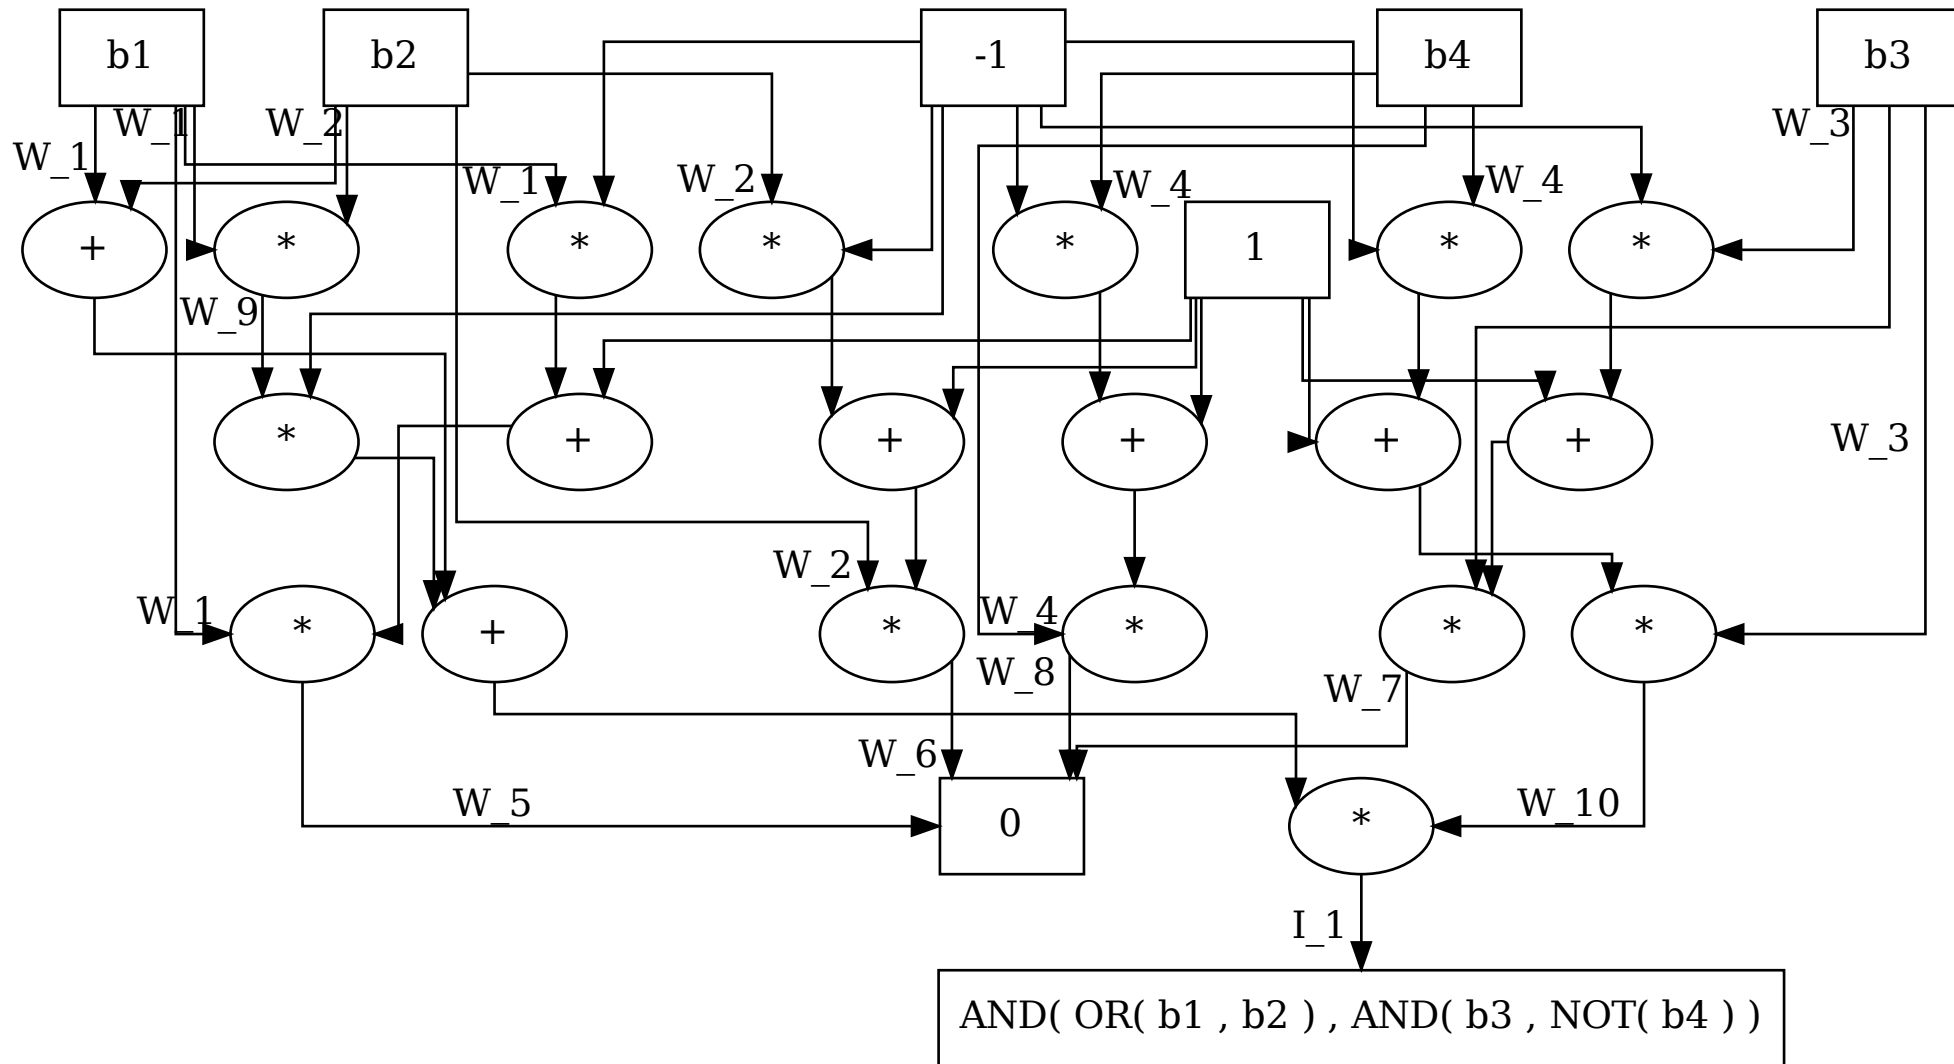 b1 b2 -1 b4 b3
W_1 W_2 W_3
W_1 W_1 W_2 W_4 W_4
+ * * * * 1 * *
W_9
* + + + + +
W_3
W_2
W_1 * + * W_4 * * *
W_8 W_7
W_6
W_5 0 * W_10
I_1
AND( OR( b1 , b2 ) , AND( b3 , NOT( b4 ) )